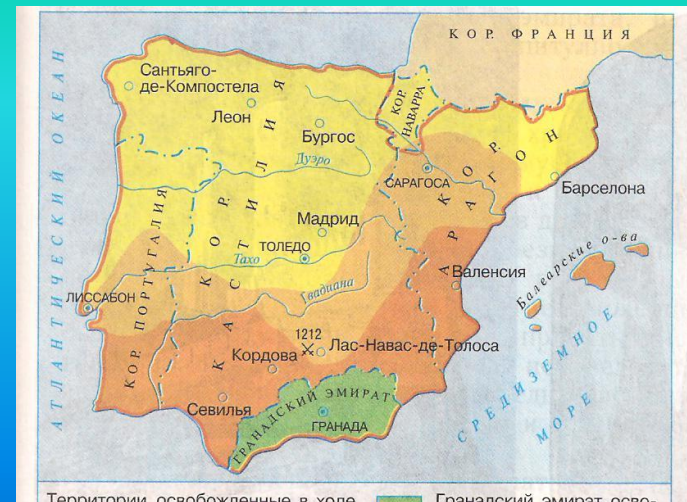 КОР. ФРАНЦИЯ
Сантьяго-
де-Компостела
Леон
Бургос
КОР. НАВАРРА
Дуэро
САРАГОСА
КОР. АРАГОН
Барселона
КОР. КАСТИЛИЯ
Мадрид
ТОЛЕДО
Тахо
Гвадиана
КОР. ПОРТУГАЛИЯ
ЛИССАБОН
Валенсия
Балеарские о-ва
1212
Лас-Навас-де-Толоса
Кордова
Севилья
ГРАНАДСКИЙ ЭМИРАТ
ГРАНАДА
АТЛАНТИЧЕСКИЙ ОКЕАН
СРЕДИЗЕМНОЕ
МОРЕ
Территории, освобожденные в ходе
Гранадский эмират осво-